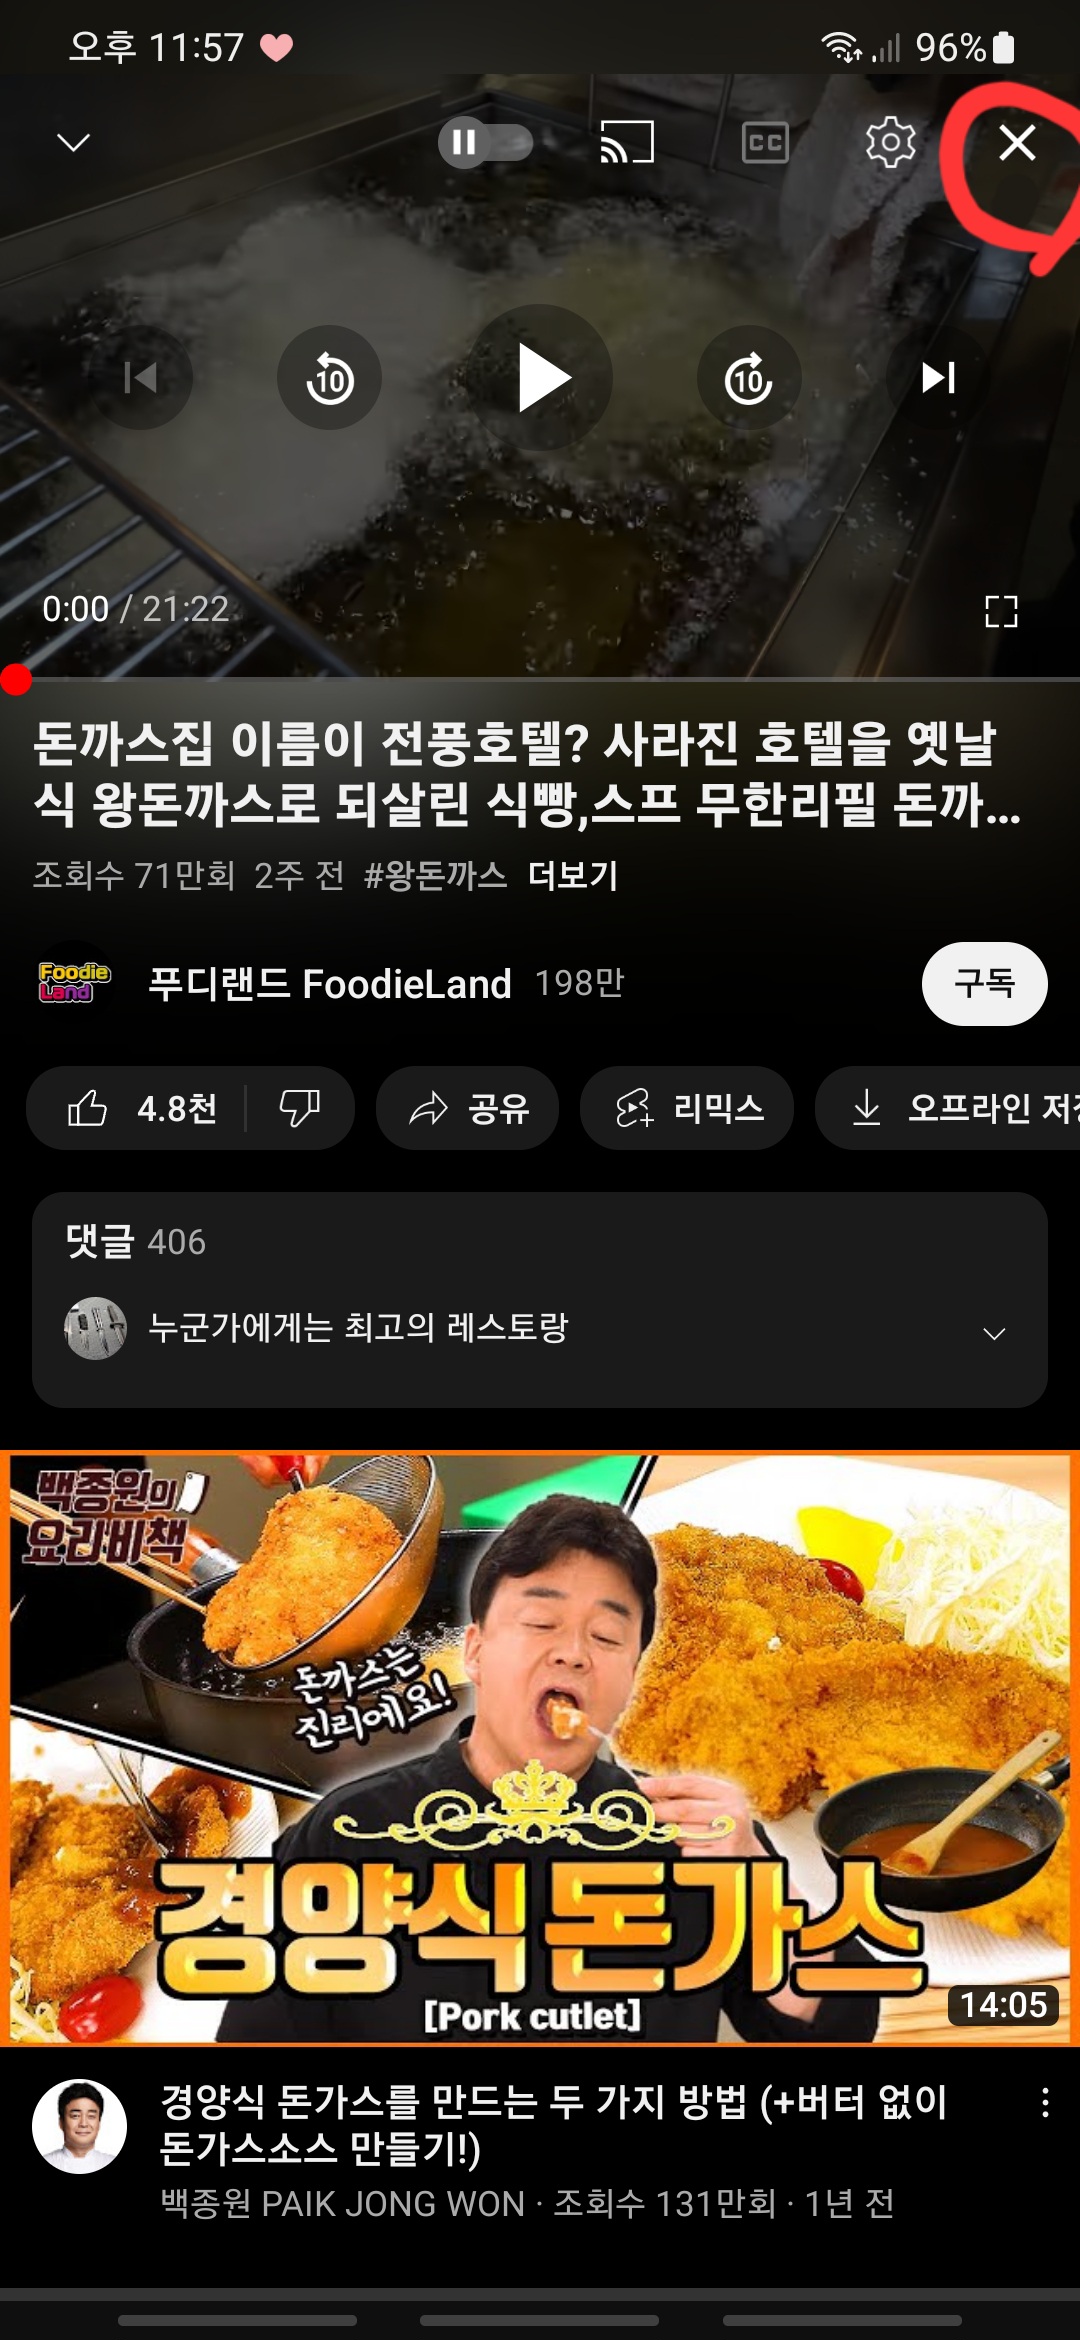 오후 11:57
96%
CC
10
10
0:00 / 21:22
돈까스집 이름이 전풍호텔? 사라진 호텔을 옛날
식 왕돈까스로 되살린 식빵,스프 무한리필 돈까...
조회수 71만회 2주 전 #왕돈까스 더보기
Foodie
Land
푸디랜드 FoodieLand 198만
구독
4.8천
공유
리믹스
오프라인 저장
댓글 406
누군가에게는 최고의 레스토랑
백종원의
요리비책
돈까스는
진리에요!
경양식 돈가스
[Pork cutlet]
14:05
경양식 돈가스를 만드는 두 가지 방법 (+버터 없이
돈가스소스 만들기!)
백종원 PAIK JONG WON · 조회수 131만회 · 1년 전